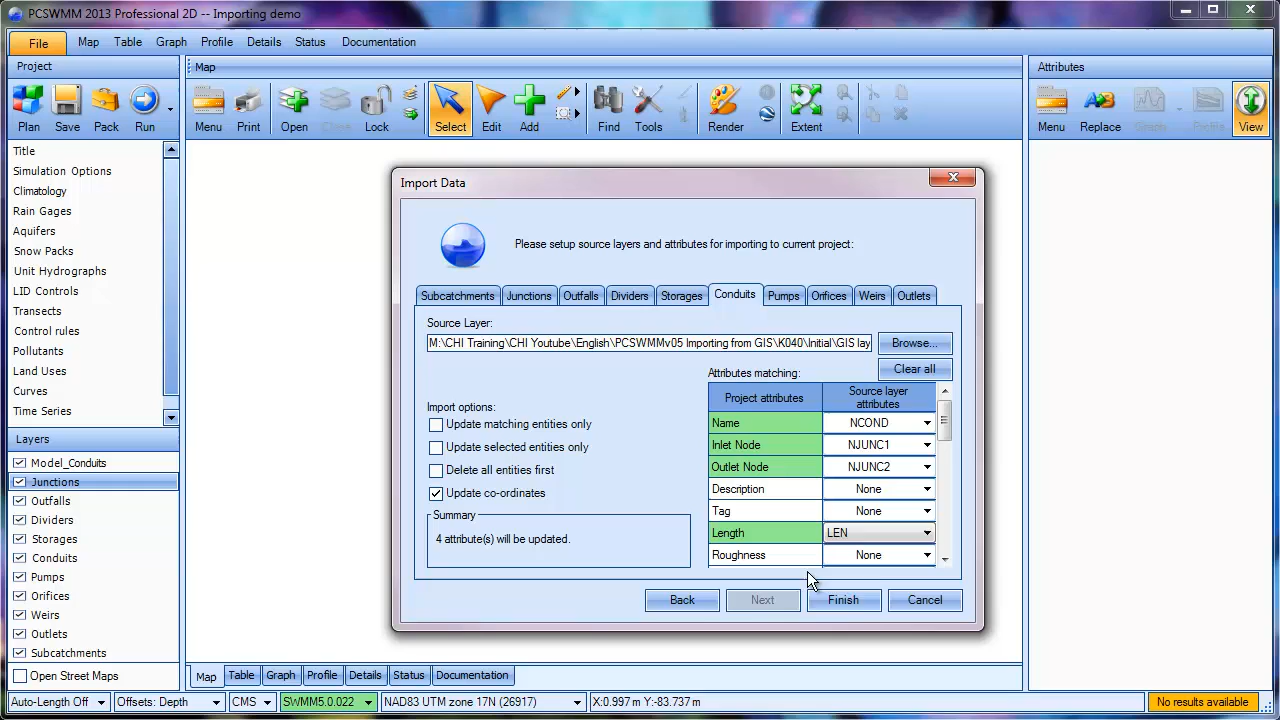 PCSWMM 2013 Professional 2D -- Importing demo
File Map Table Graph Profile Details Status Documentation
Project
Map
Attributes
Plan Save Pack Run
Menu Print Open Close Lock Select Edit Add Find Tools Render Extent
Menu Replace Graph Profile View
Title
Simulation Options
Climatology
Rain Gages
Aquifers
Snow Packs
Unit Hydrographs
LID Controls
Transects
Control rules
Pollutants
Land Uses
Curves
Time Series
Layers
Model_Conduits
Junctions
Outfalls
Dividers
Storages
Conduits
Pumps
Orifices
Weirs
Outlets
Subcatchments
Open Street Maps
Import Data
Please setup source layers and attributes for importing to current project:
Subcatchments Junctions Outfalls Dividers Storages Conduits Pumps Orifices Weirs Outlets
Source Layer:
M:\CHI Training\CHI Youtube\English\PCSWMMv05 Importing from GIS\K040\Initial\GIS lay
Browse...
Clear all
Attributes matching:
Project attributes
Source layer
attributes
Name NCOND
Inlet Node NJUNC1
Outlet Node NJUNC2
Description None
Tag None
Length LEN
Roughness None
Import options:
Update matching entities only
Update selected entities only
Delete all entities first
Update co-ordinates
Summary
4 attribute(s) will be updated.
Back Next Finish Cancel
Map Table Graph Profile Details Status Documentation
Auto-Length Off Offsets: Depth CMS SWMM5.0.022 NAD83 UTM zone 17N (26917) X:0.997 m Y:-83.737 m No results available